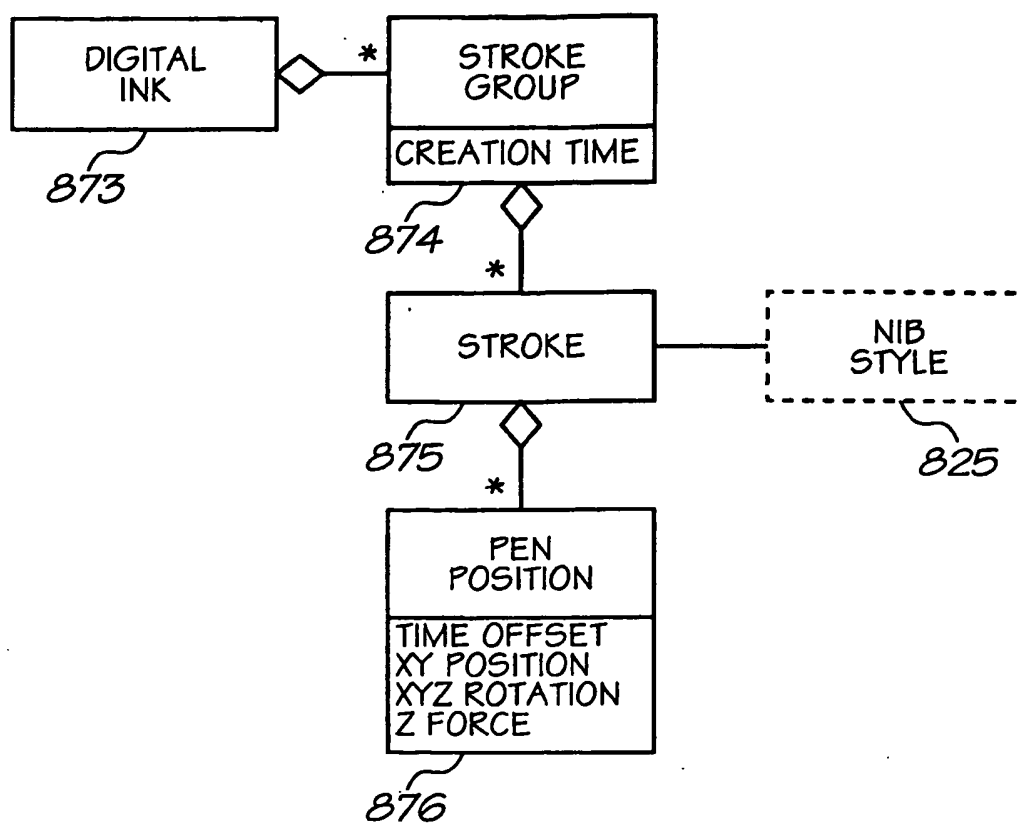 DIGITAL
INK
*
STROKE
GROUP
CREATION TIME
873
874
*
STROKE
NIB
STYLE
875
825
*
PEN
POSITION
TIME OFFSET
XY POSITION
XYZ ROTATION
Z FORCE
876